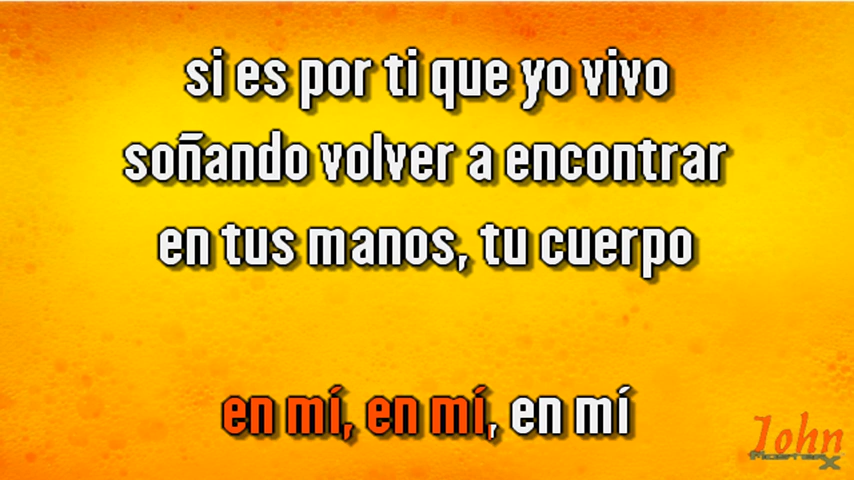 si es por ti que yo vivo
soñando volver a encontrar
en tus manos, tu cuerpo
en mí, en mí, en mí
John